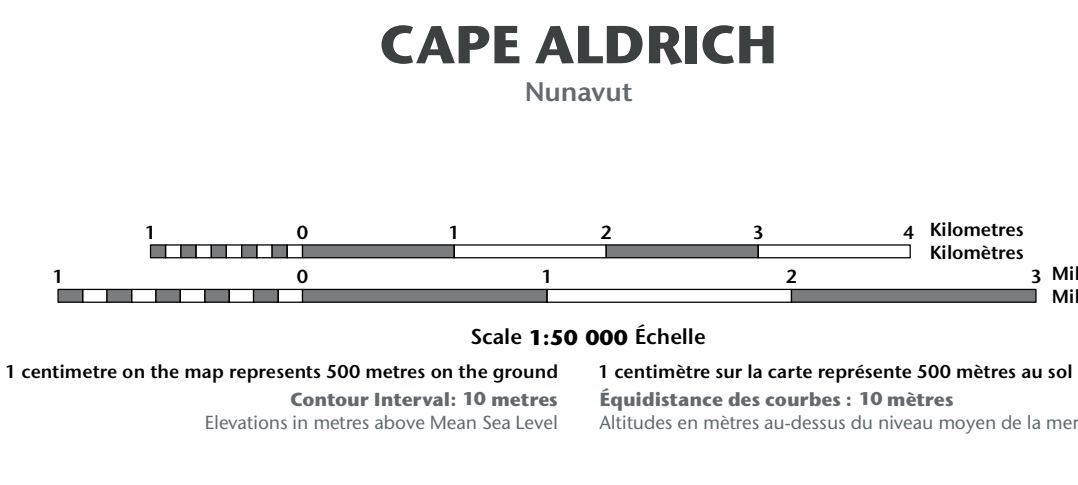 CAPE ALDRICH
Nunavut
1 0 1 2 3 4 Kilometres
Kilomètres
1 0 1 2 3
Scale 1:50 000 Échelle
1 centimetre on the map represents 500 metres on the ground
1 centimètre sur la carte représente 500 mètres au sol
Contour Interval: 10 metres
Équidistance des courbes : 10 mètres
Elevations in metres above Mean Sea Level
Altitudes en mètres au-dessus du niveau moyen de la mer